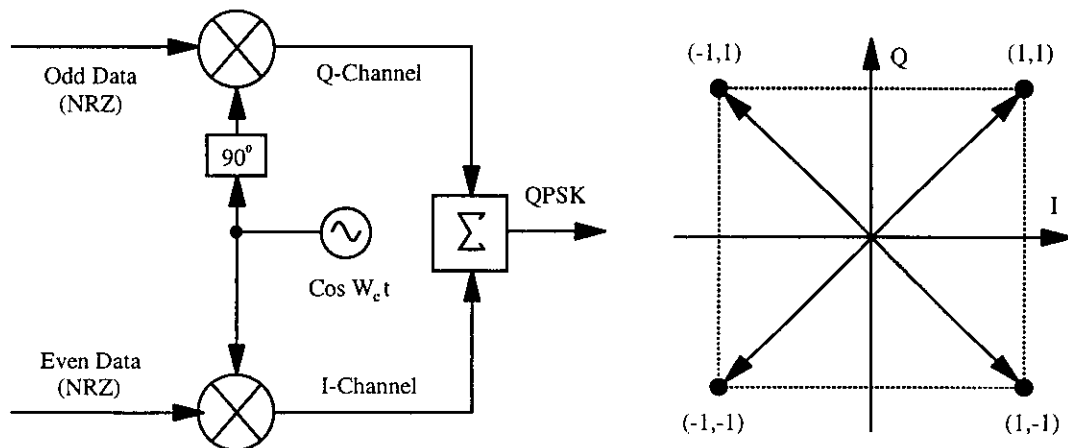 Odd Data
(NRZ)
Q-Channel
90°
Σ
QPSK
Cos W_c t
Even Data
(NRZ)
I-Channel
(-1,1)
Q
(1,1)
I
(-1,-1)
(1,-1)